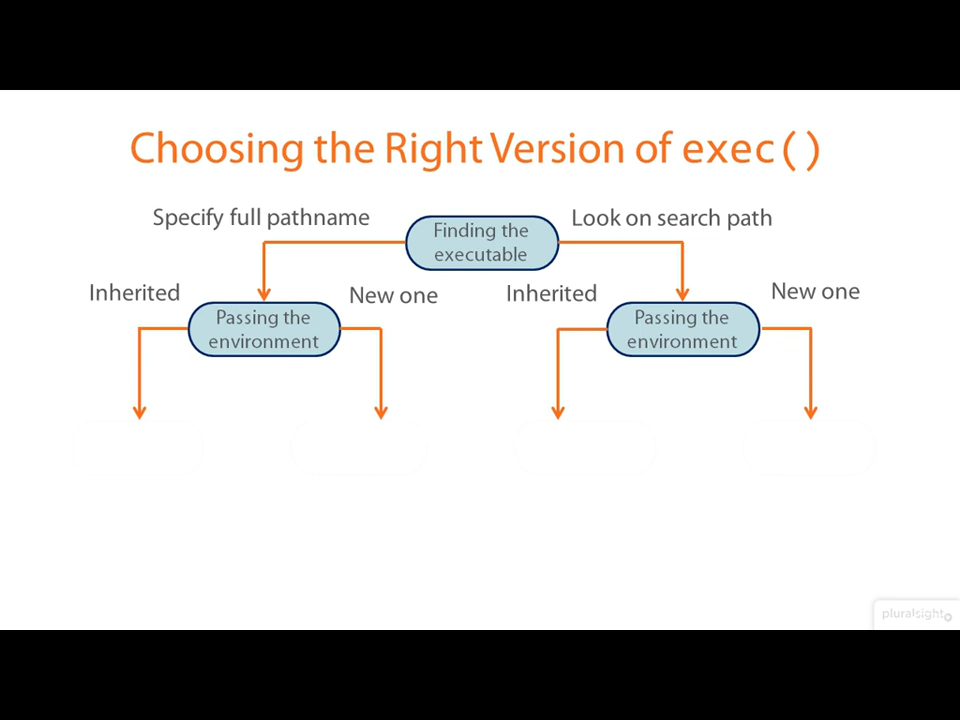 Choosing the Right Version of exec()
Specify full pathname
Finding the
executable
Look on search path
Inherited
Passing the
environment
New one
Inherited
Passing the
environment
New one
pluralsight